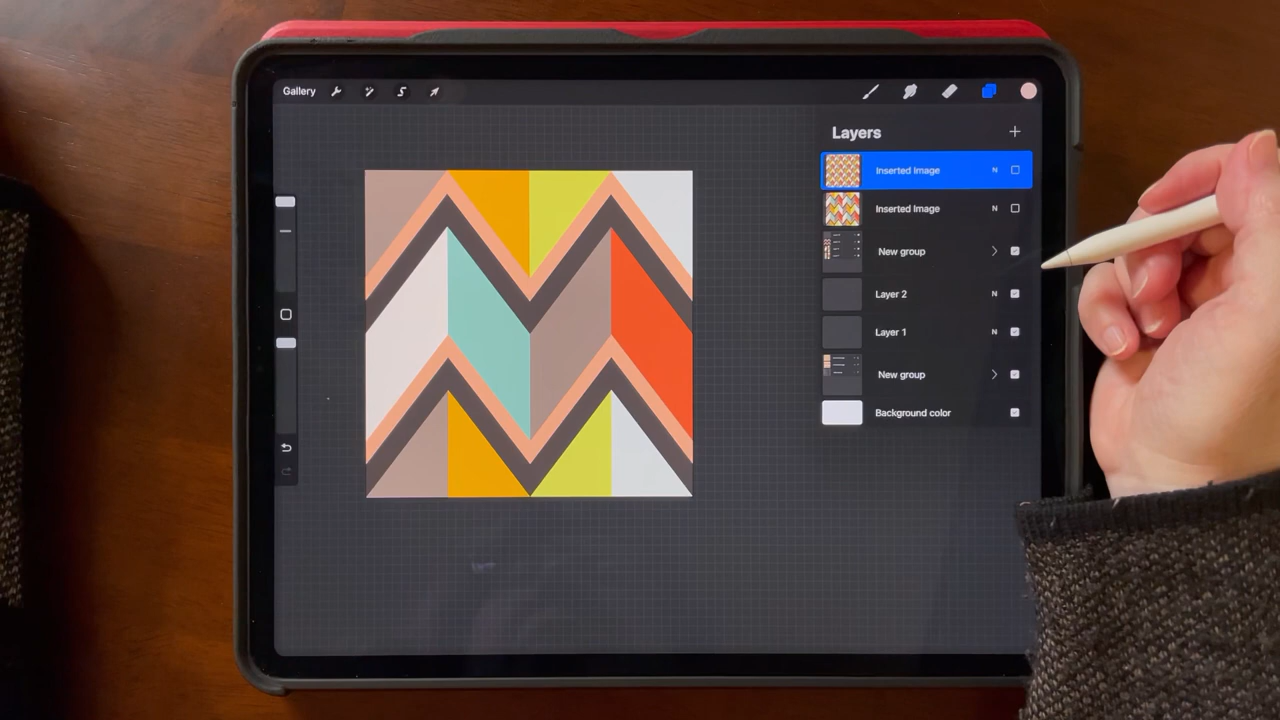 Gallery
Layers
Inserted Image N
Inserted Image N
New group
Layer 2 N
Layer 1 N
New group
Background color